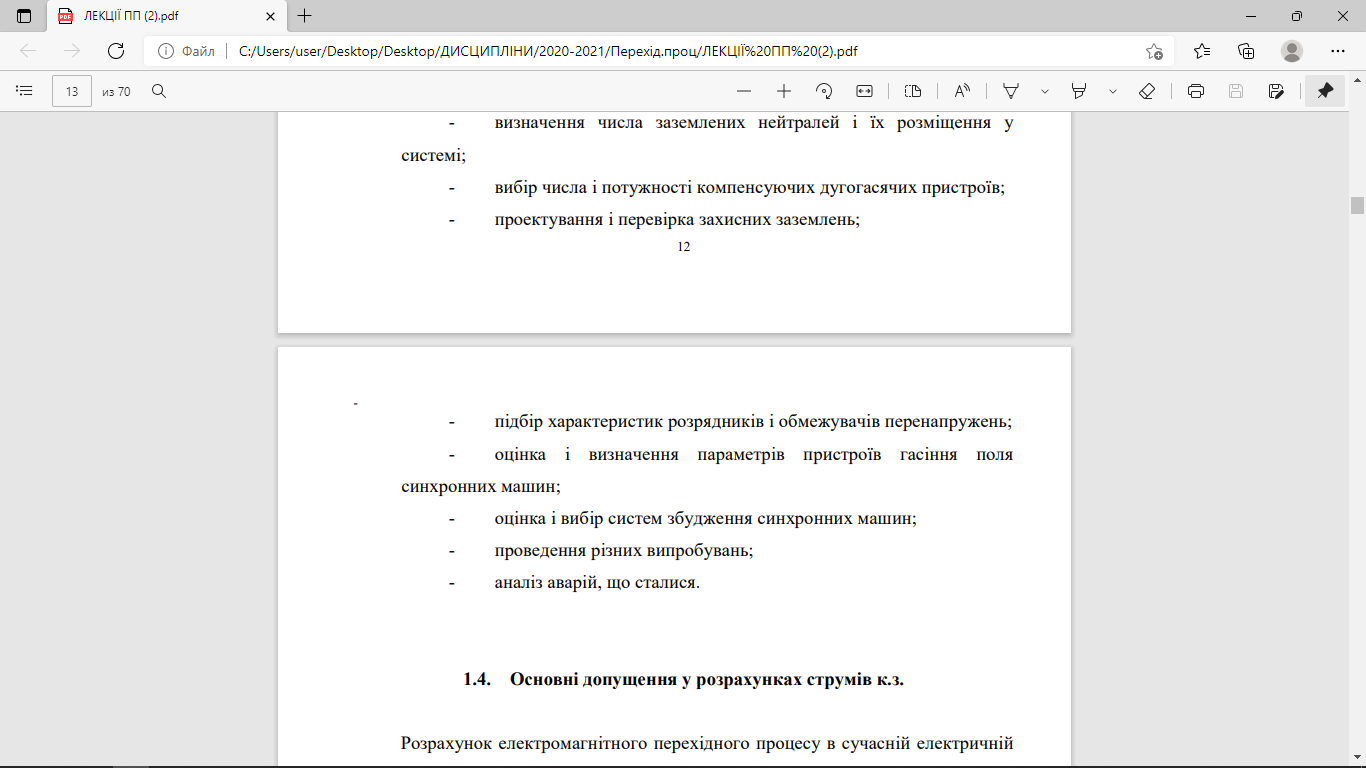 ЛЕКЦІЇ ПП (2).pdf
Файл
C:/Users/user/Desktop/Desktop/ДИСЦИПЛІНИ/2020-2021/Перехід.проц/ЛЕКЦІЇ%20ПП%20(2).pdf
13 из 70
- визначення числа заземлених нейтралей і їх розміщення у
системі;
- вибір числа і потужності компенсуючих дугогасячих пристроїв;
- проектування і перевірка захисних заземлень;
12
-
- підбір характеристик розрядників і обмежувачів перенапружень;
- оцінка і визначення параметрів пристроїв гасіння поля
синхронних машин;
- оцінка і вибір систем збудження синхронних машин;
- проведення різних випробувань;
- аналіз аварій, що сталися.
1.4. Основні допущення у розрахунках струмів к.з.
Розрахунок електромагнітного перехідного процесу в сучасній електричній